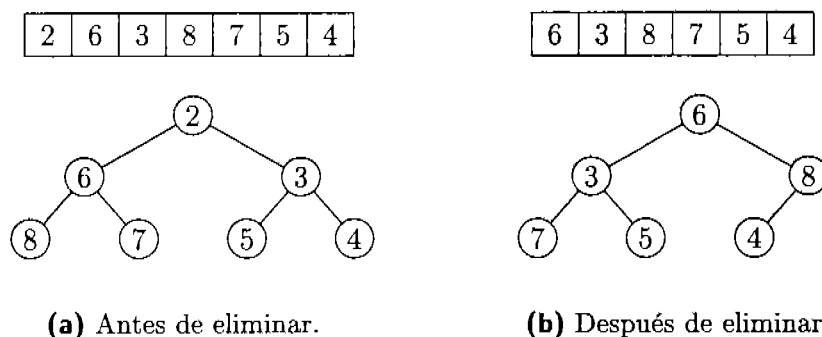 2 6 3 8 7 5 4
6 3 8 7 5 4
2
6 3
8 7 5 4
6
3 8
7 5 4
(a) Antes de eliminar.
(b) Después de eliminar